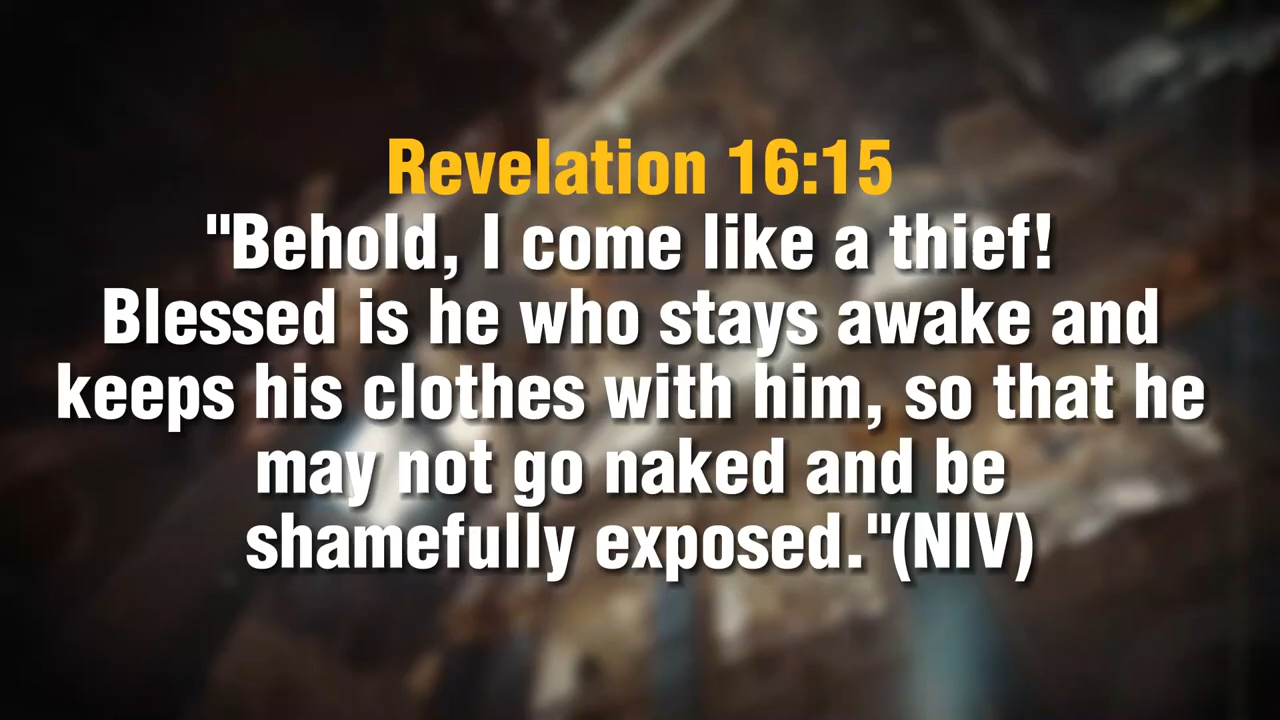 Revelation 16:15
"Behold, I come like a thief!
Blessed is he who stays awake and
keeps his clothes with him, so that he
may not go naked and be
shamefully exposed."(NIV)